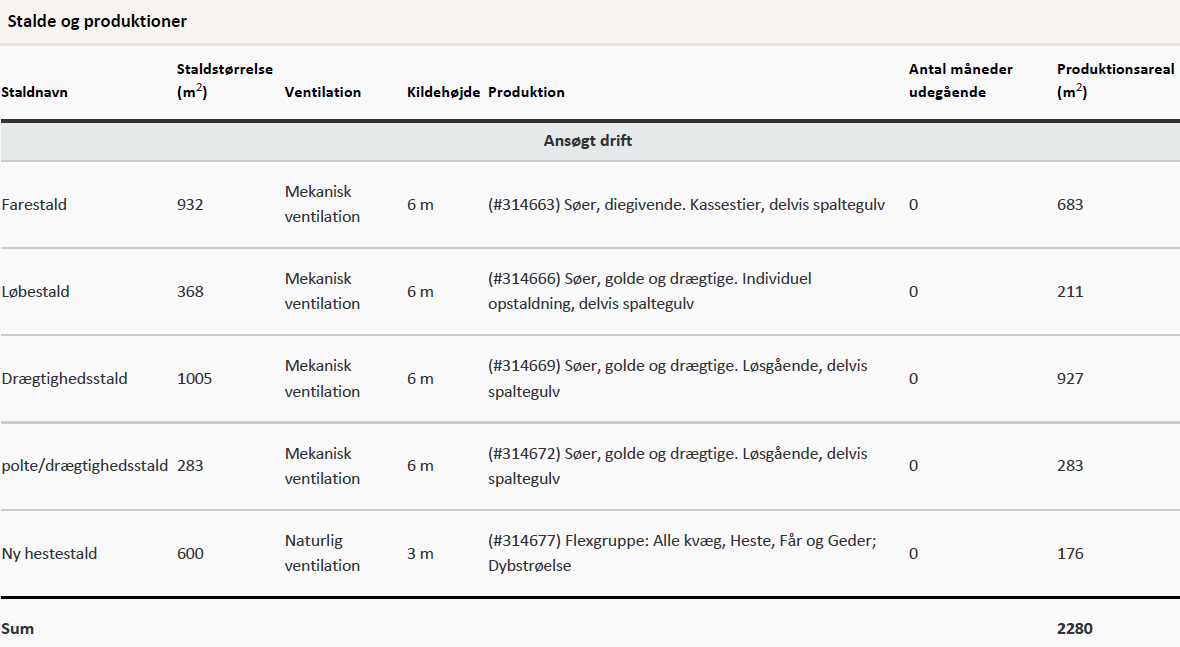 Stalde og produktioner
Staldnavn Staldstørrelse (m²) Ventilation Kildehøjde Produktion Antal måneder udegående Produktionsareal (m²)
Ansøgt drift
Farestald 932 Mekanisk ventilation 6 m (#314663) Søer, diegivende. Kassestier, delvis spaltegulv 0 683
Løbestald 368 Mekanisk ventilation 6 m (#314666) Søer, golde og drægtige. Individuel opstaldning, delvis spaltegulv 0 211
Drægtighedsstald 1005 Mekanisk ventilation 6 m (#314669) Søer, golde og drægtige. Løsgående, delvis spaltegulv 0 927
polte/drægtighedsstald 283 Mekanisk ventilation 6 m (#314672) Søer, golde og drægtige. Løsgående, delvis spaltegulv 0 283
Ny hestestald 600 Naturlig ventilation 3 m (#314677) Flexgruppe: Alle kvæg, Heste, Får og Geder; Dybstrøelse 0 176
Sum 2280